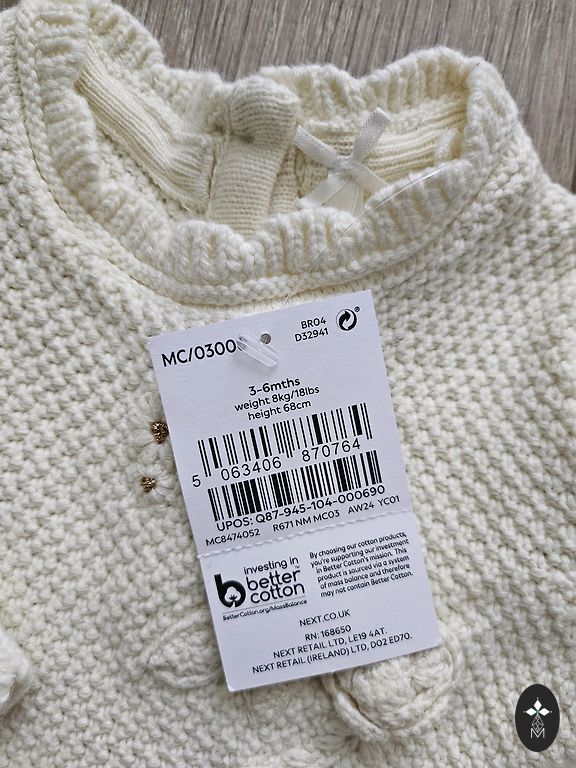 MC/0300
BR04
D32941
3-6mths
weight 8kg/18lbs
height 68cm
5 063406 870764
UPOS: Q87-945-104-000690
MC8474052 R671 NM MC03 AW24 YC01
investing in
better
cotton
BetterCotton.org/MassBalance
By choosing our cotton products,
you're supporting our investment
in Better Cotton's mission. This
product is sourced via a system
of mass balance and therefore
may not contain Better Cotton.
NEXT.CO.UK
RN: 168650
NEXT RETAIL LTD, LE19 4AT.
NEXT RETAIL (IRELAND) LTD, D02 ED70.
M